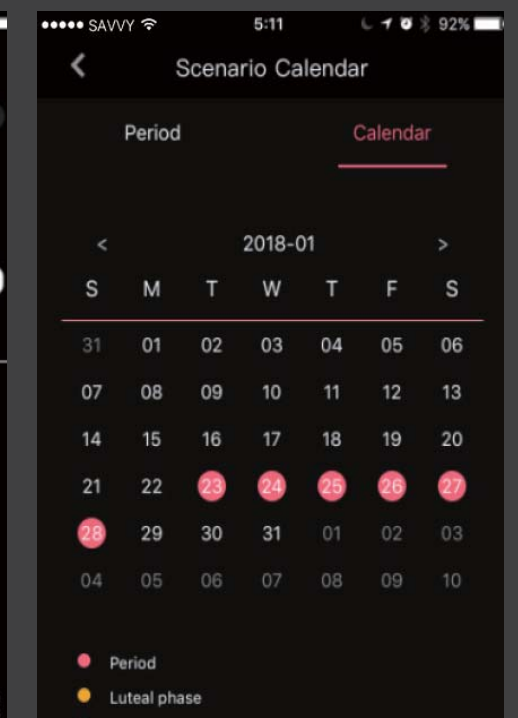 SAVVY 5:11 92%
Scenario Calendar
Period Calendar
< 2018-01 >
S M T W T F S
31 01 02 03 04 05 06
07 08 09 10 11 12 13
14 15 16 17 18 19 20
21 22 23 24 25 26 27
28 29 30 31 01 02 03
04 05 06 07 08 09 10
Period
Luteal phase